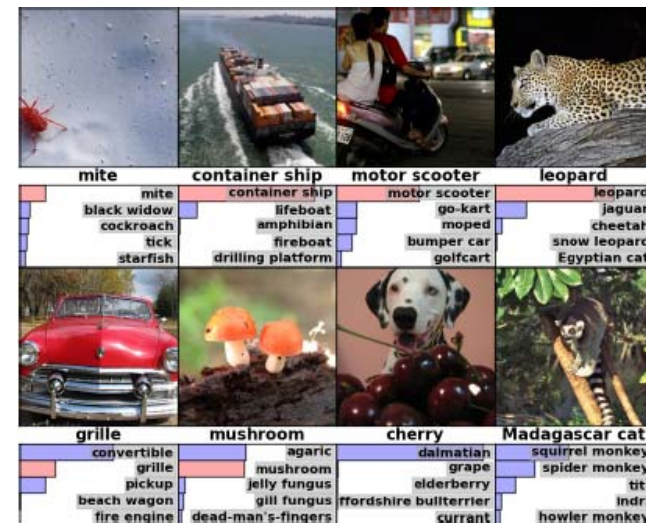 mite container ship motor scooter leopard
mite container ship motor scooter leopard
black widow lifeboat go-kart jaguar
cockroach amphibian moped cheetah
tick fireboat bumper car snow leopard
starfish drilling platform golfcart Egyptian cat
grille mushroom cherry Madagascar cat
convertible agaric dalmatian squirrel monkey
grille mushroom grape spider monkey
pickup jelly fungus elderberry titi
beach wagon gill fungus ffordshire bullterrier indri
fire engine dead-man's-fingers currant howler monkey